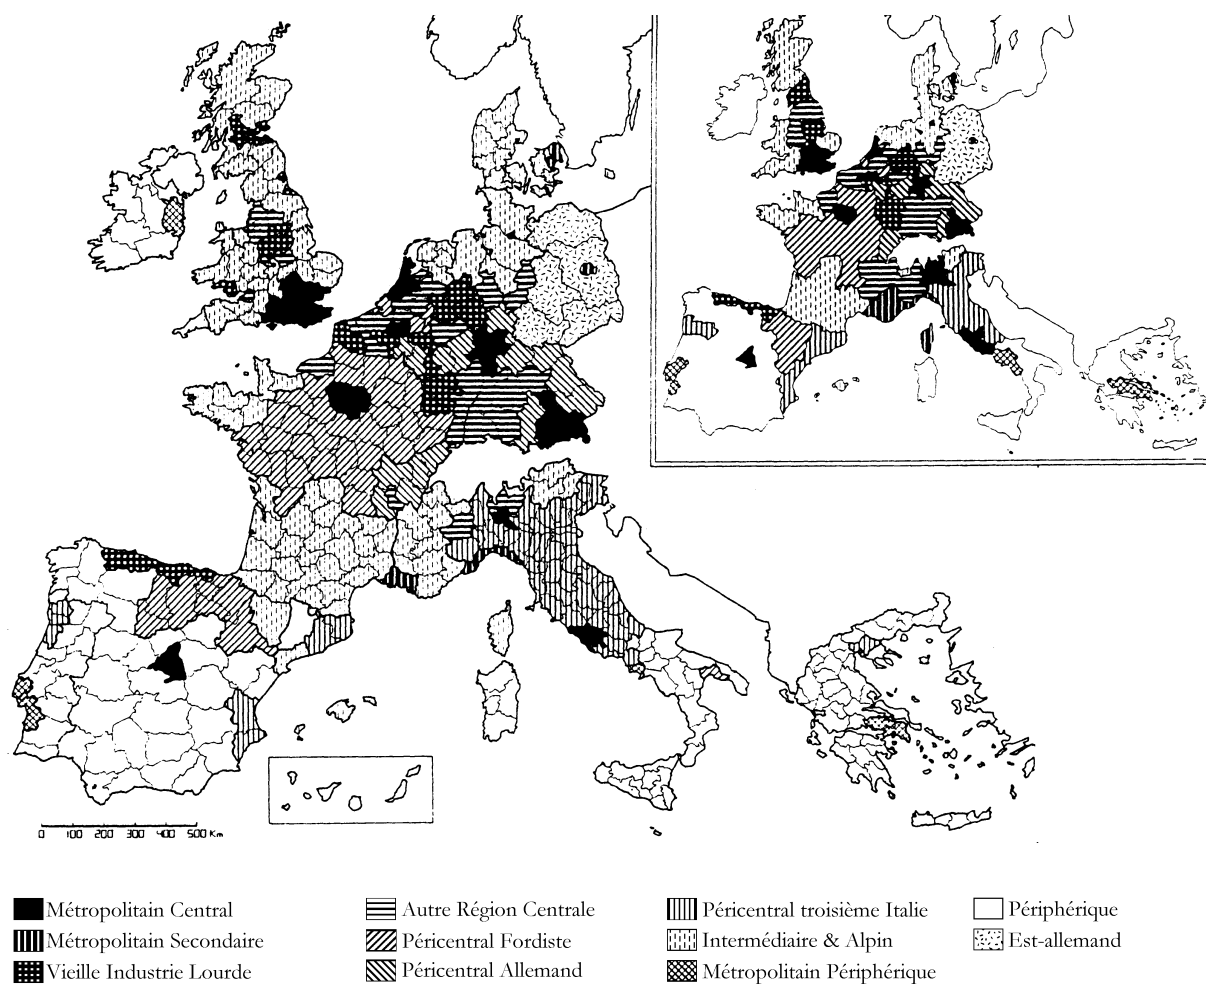 0 100 200 300 400 500 Km
Métropolitain Central
Autre Région Centrale
Péricentral troisième Italie
Périphérique
Métropolitain Secondaire
Péricentral Fordiste
Intermédiaire & Alpin
Est-allemand
Vieille Industrie Lourde
Péricentral Allemand
Métropolitain Périphérique